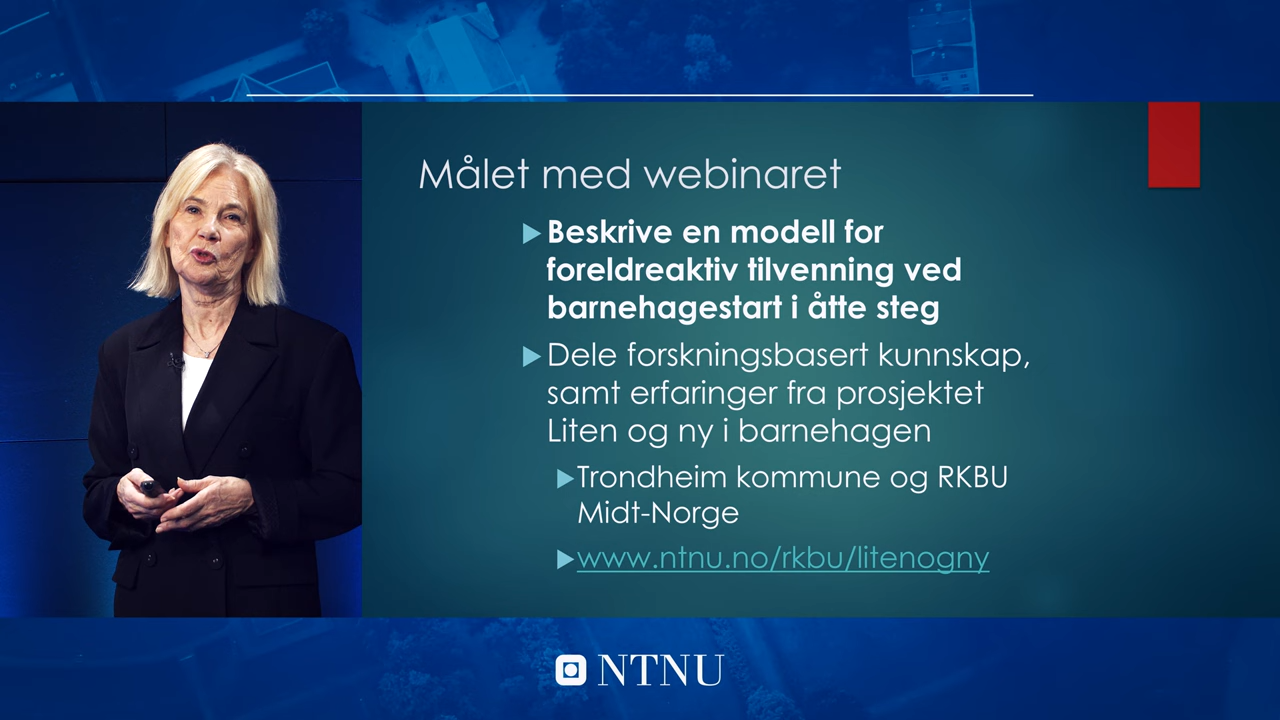 Målet med webinaret
Beskrive en modell for
foreldreaktiv tilvenning ved
barnehagestart i åtte steg
Dele forskningsbasert kunnskap,
samt erfaringer fra prosjektet
Liten og ny i barnehagen
Trondheim kommune og RKBU
Midt-Norge
www.ntnu.no/rkbu/litenogny
NTNU